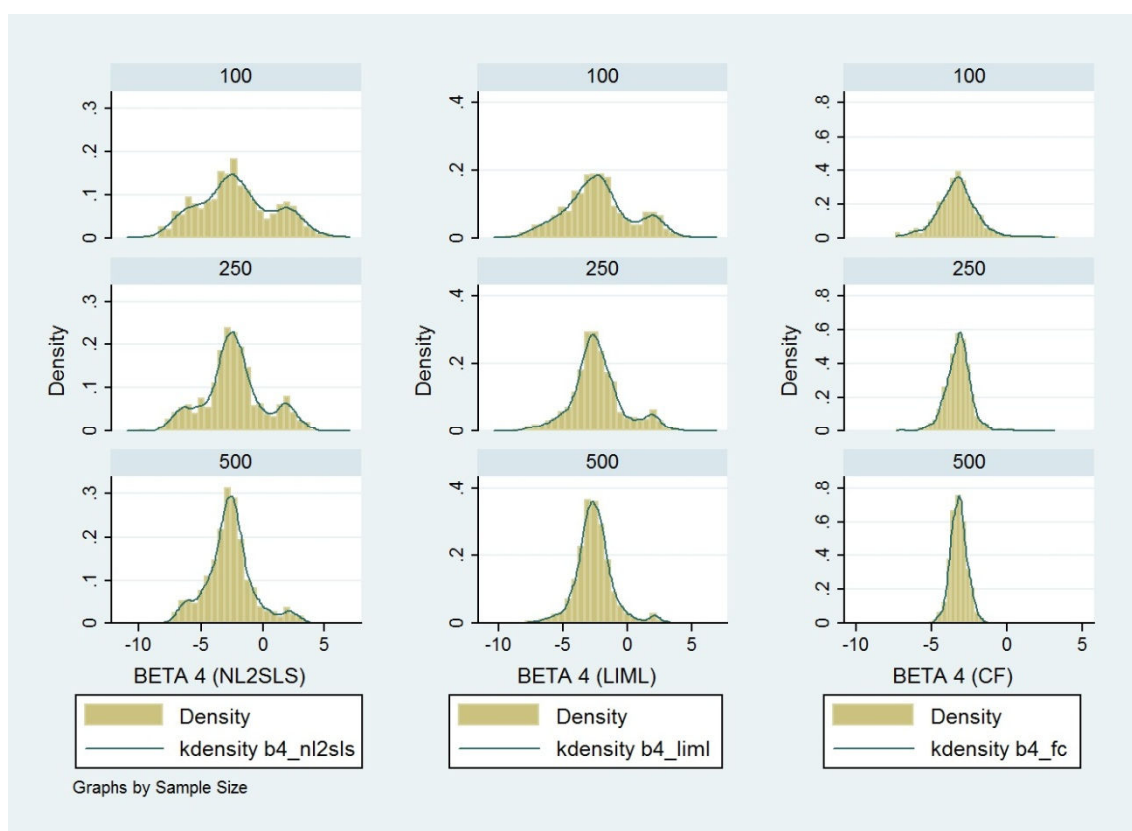 100
.3
.2
.1
0
250
Density
.3
.2
.1
0
500
.3
.2
.1
0
-10 -5 0 5
BETA 4 (NL2SLS)
Density
kdensity b4_nl2sls
100
.4
.2
0
250
Density
.4
.2
0
500
.4
.2
0
-10 -5 0 5
BETA 4 (LIML)
Density
kdensity b4_liml
100
.8
.6
.4
.2
0
250
Density
.8
.6
.4
.2
0
500
.8
.6
.4
.2
0
-10 -5 0 5
BETA 4 (CF)
Density
kdensity b4_fc
Graphs by Sample Size